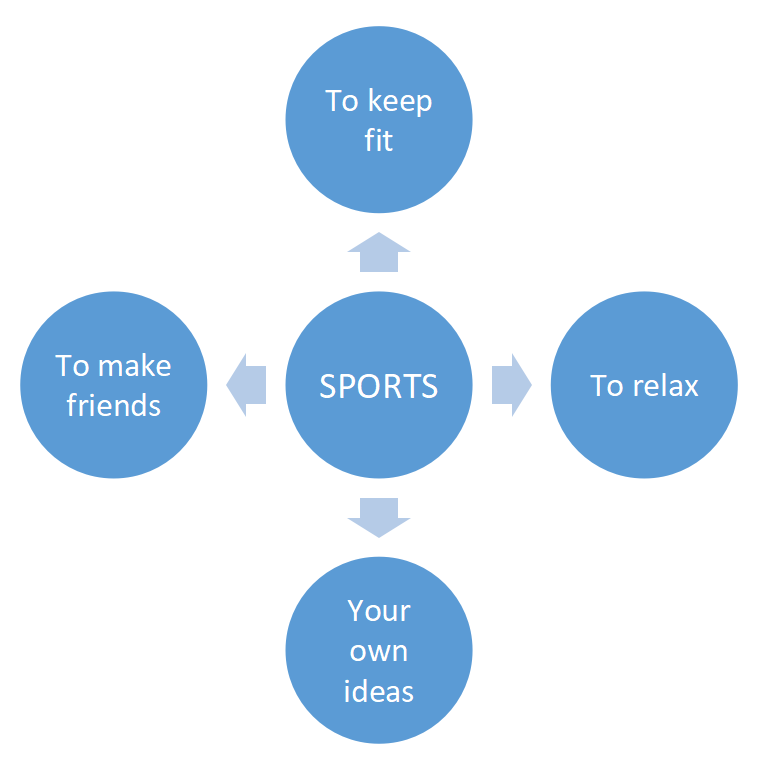 To keep
fit
To make
friends
SPORTS
To relax
Your
own
ideas